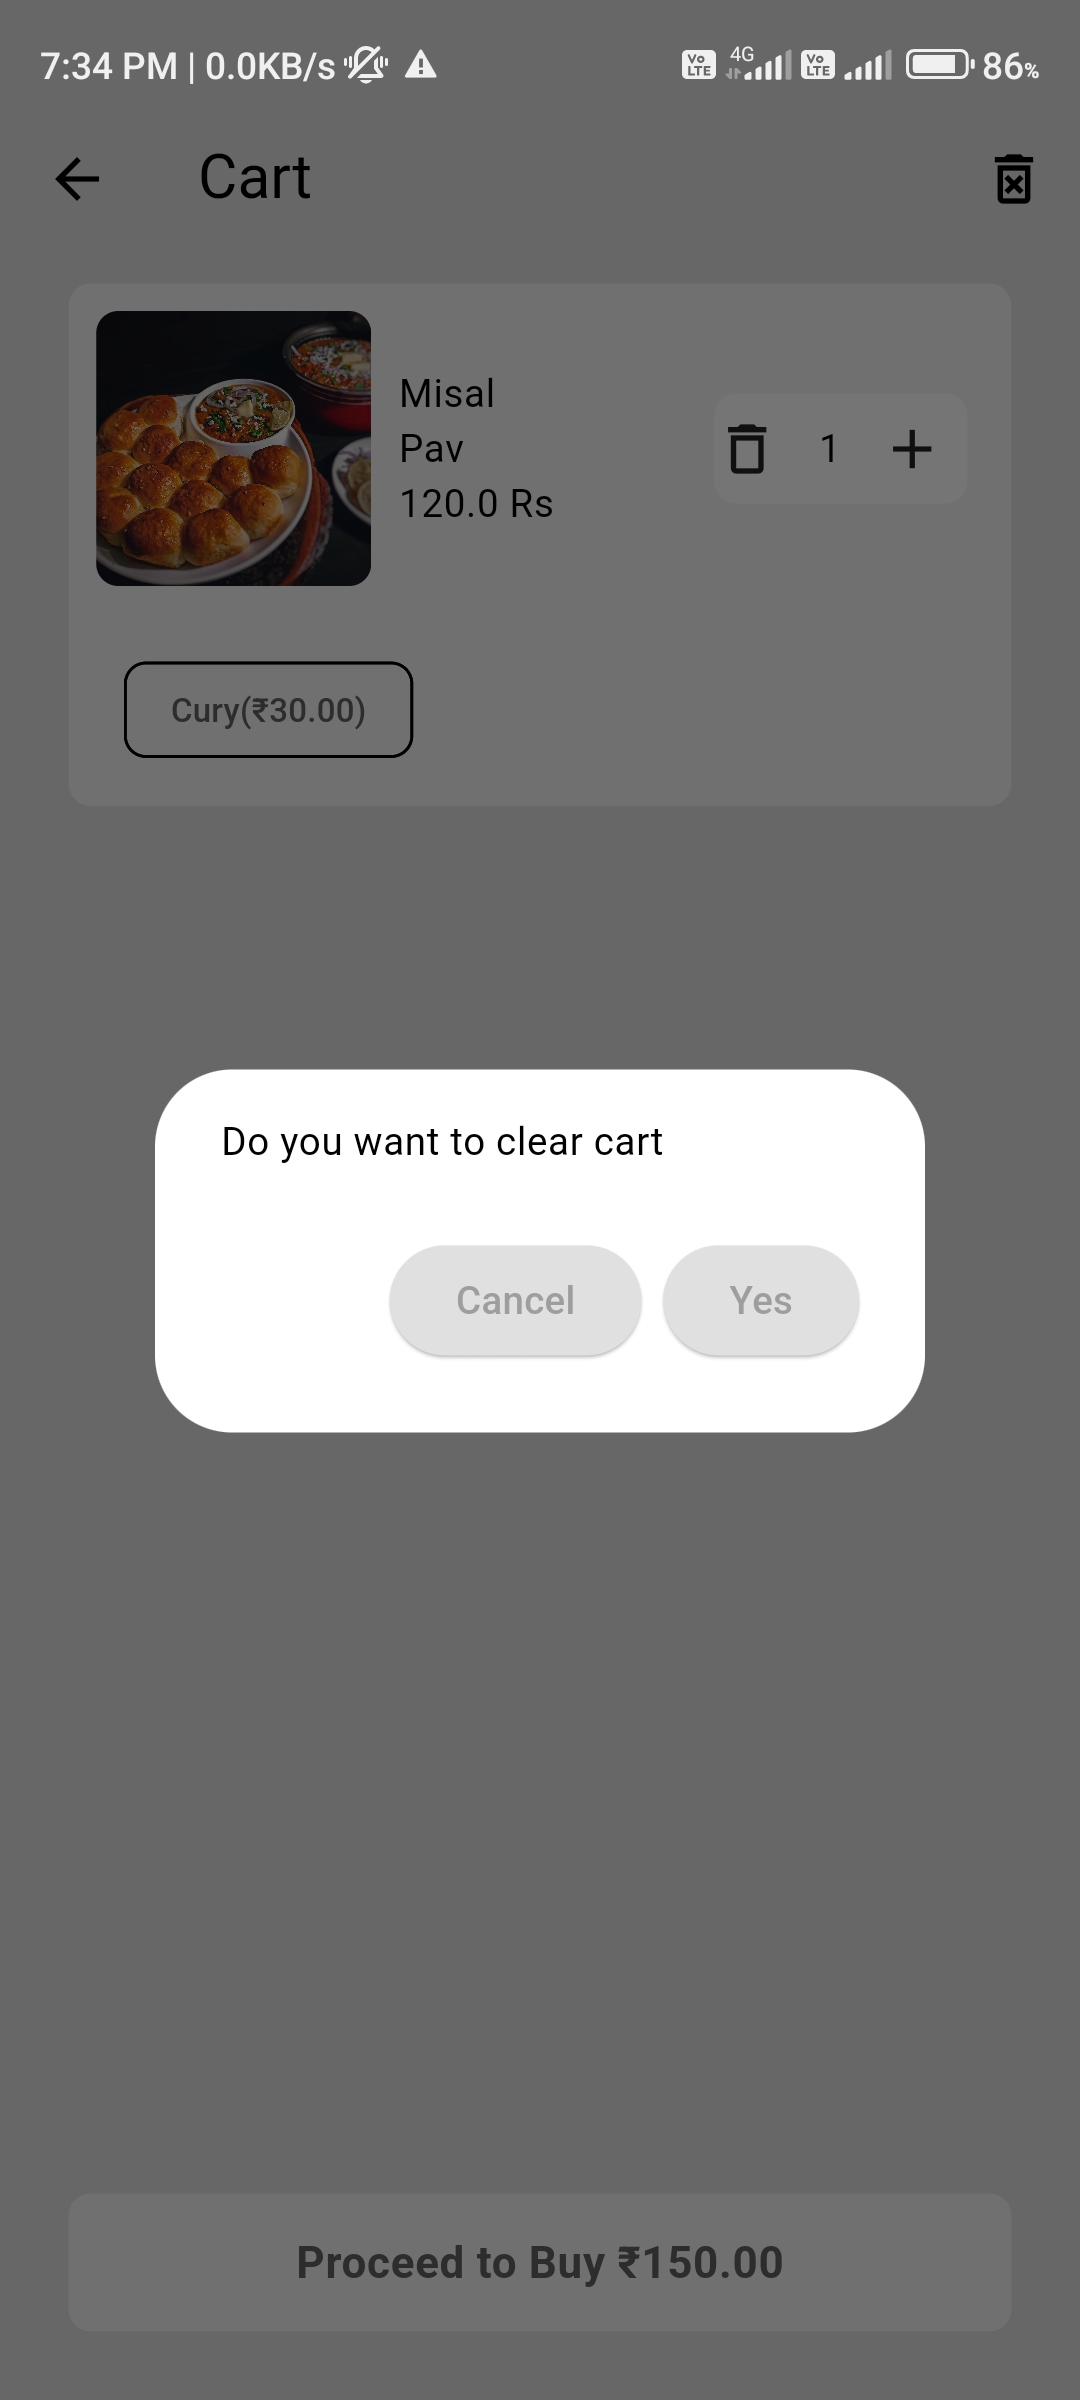 7:34 PM | 0.0KB/s
Vo LTE 4G Vo LTE 86%
Cart
Misal
Pav
120.0 Rs
1
Cury(₹30.00)
Do you want to clear cart
Cancel Yes
Proceed to Buy ₹150.00